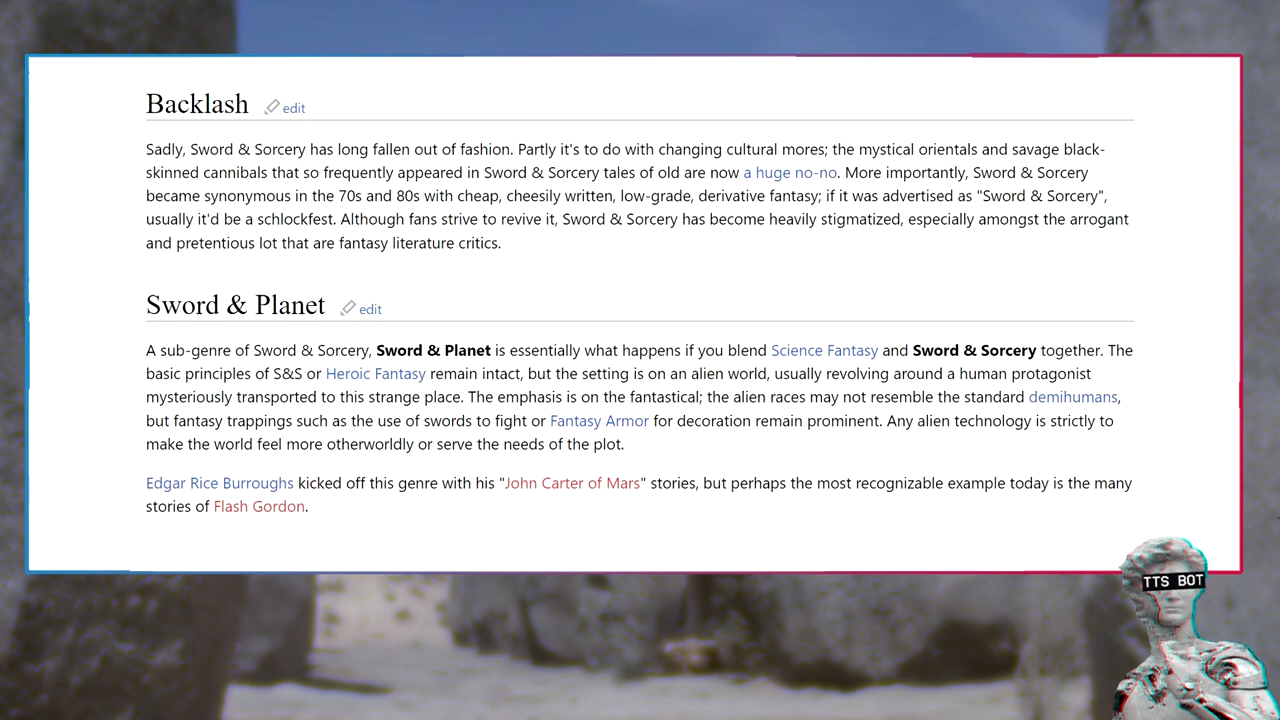 Backlash edit
Sadly, Sword & Sorcery has long fallen out of fashion. Partly it's to do with changing cultural mores; the mystical orientals and savage black-
skinned cannibals that so frequently appeared in Sword & Sorcery tales of old are now a huge no-no. More importantly, Sword & Sorcery
became synonymous in the 70s and 80s with cheap, cheesily written, low-grade, derivative fantasy; if it was advertised as "Sword & Sorcery",
usually it'd be a schlockfest. Although fans strive to revive it, Sword & Sorcery has become heavily stigmatized, especially amongst the arrogant
and pretentious lot that are fantasy literature critics.
Sword & Planet edit
A sub-genre of Sword & Sorcery, Sword & Planet is essentially what happens if you blend Science Fantasy and Sword & Sorcery together. The
basic principles of S&S or Heroic Fantasy remain intact, but the setting is on an alien world, usually revolving around a human protagonist
mysteriously transported to this strange place. The emphasis is on the fantastical; the alien races may not resemble the standard demihumans,
but fantasy trappings such as the use of swords to fight or Fantasy Armor for decoration remain prominent. Any alien technology is strictly to
make the world feel more otherworldly or serve the needs of the plot.
Edgar Rice Burroughs kicked off this genre with his "John Carter of Mars" stories, but perhaps the most recognizable example today is the many
stories of Flash Gordon.
TTS BOT